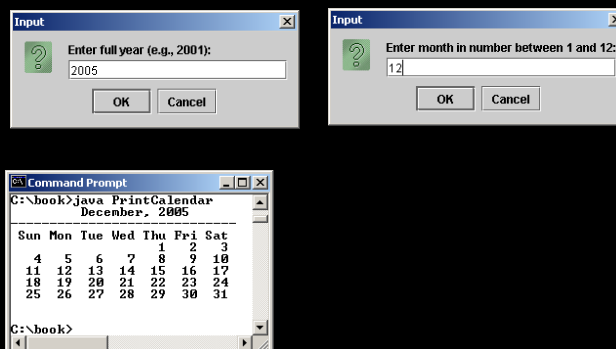 Input
Enter full year (e.g., 2001):
2005
OK Cancel
Input
Enter month in number between 1 and 12:
12
OK Cancel
Command Prompt
C:\book>java PrintCalendar
December, 2005
-----------------------------
Sun Mon Tue Wed Thu Fri Sat
1 2 3
4 5 6 7 8 9 10
11 12 13 14 15 16 17
18 19 20 21 22 23 24
25 26 27 28 29 30 31
C:\book>